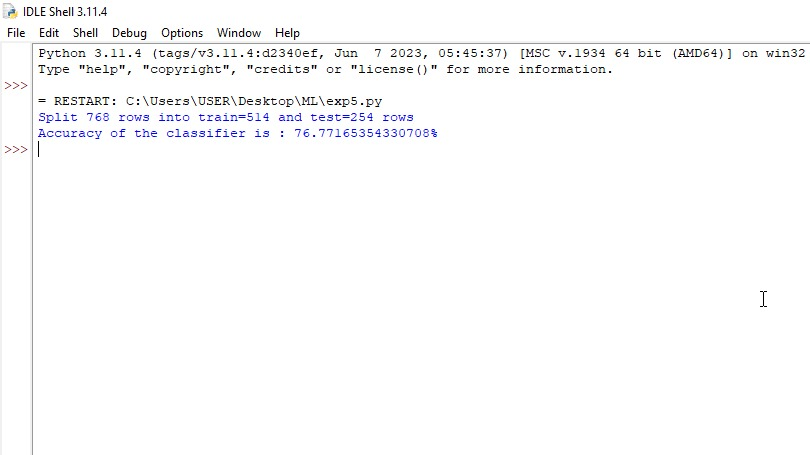 IDLE Shell 3.11.4
File Edit Shell Debug Options Window Help
Python 3.11.4 (tags/v3.11.4:d2340ef, Jun  7 2023, 05:45:37) [MSC v.1934 64 bit (AMD64)] on win32
Type "help", "copyright", "credits" or "license()" for more information.
>>>
= RESTART: C:\Users\USER\Desktop\ML\exp5.py
Split 768 rows into train=514 and test=254 rows
Accuracy of the classifier is : 76.77165354330708%
>>>